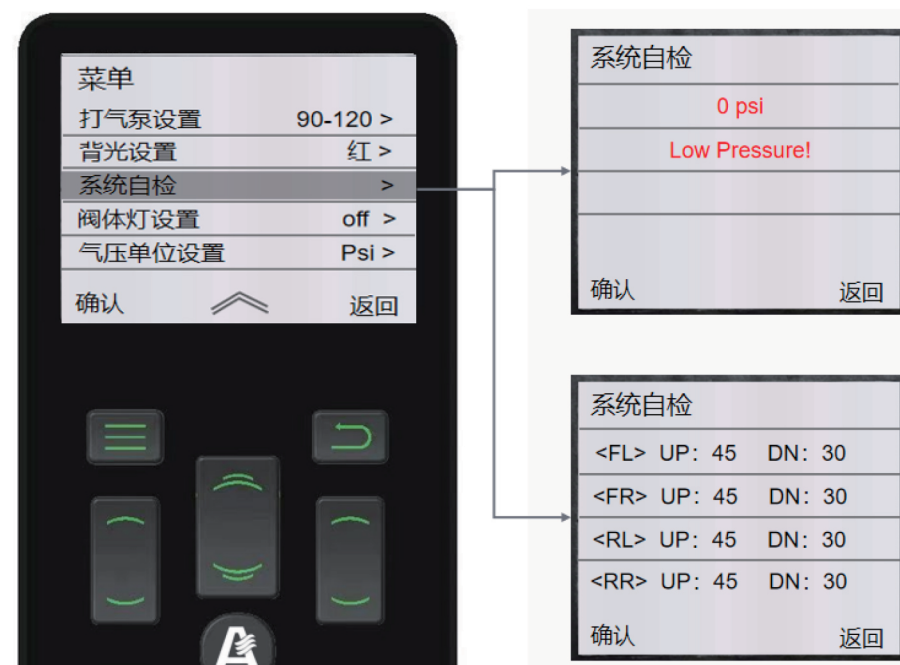 菜单
打气泵设置 90-120 >
背光设置 红 >
系统自检 >
阀体灯设置 off >
气压单位设置 Psi >
确认 返回
系统自检
0 psi
Low Pressure!
确认 返回
系统自检
<FL> UP: 45 DN: 30
<FR> UP: 45 DN: 30
<RL> UP: 45 DN: 30
<RR> UP: 45 DN: 30
确认 返回